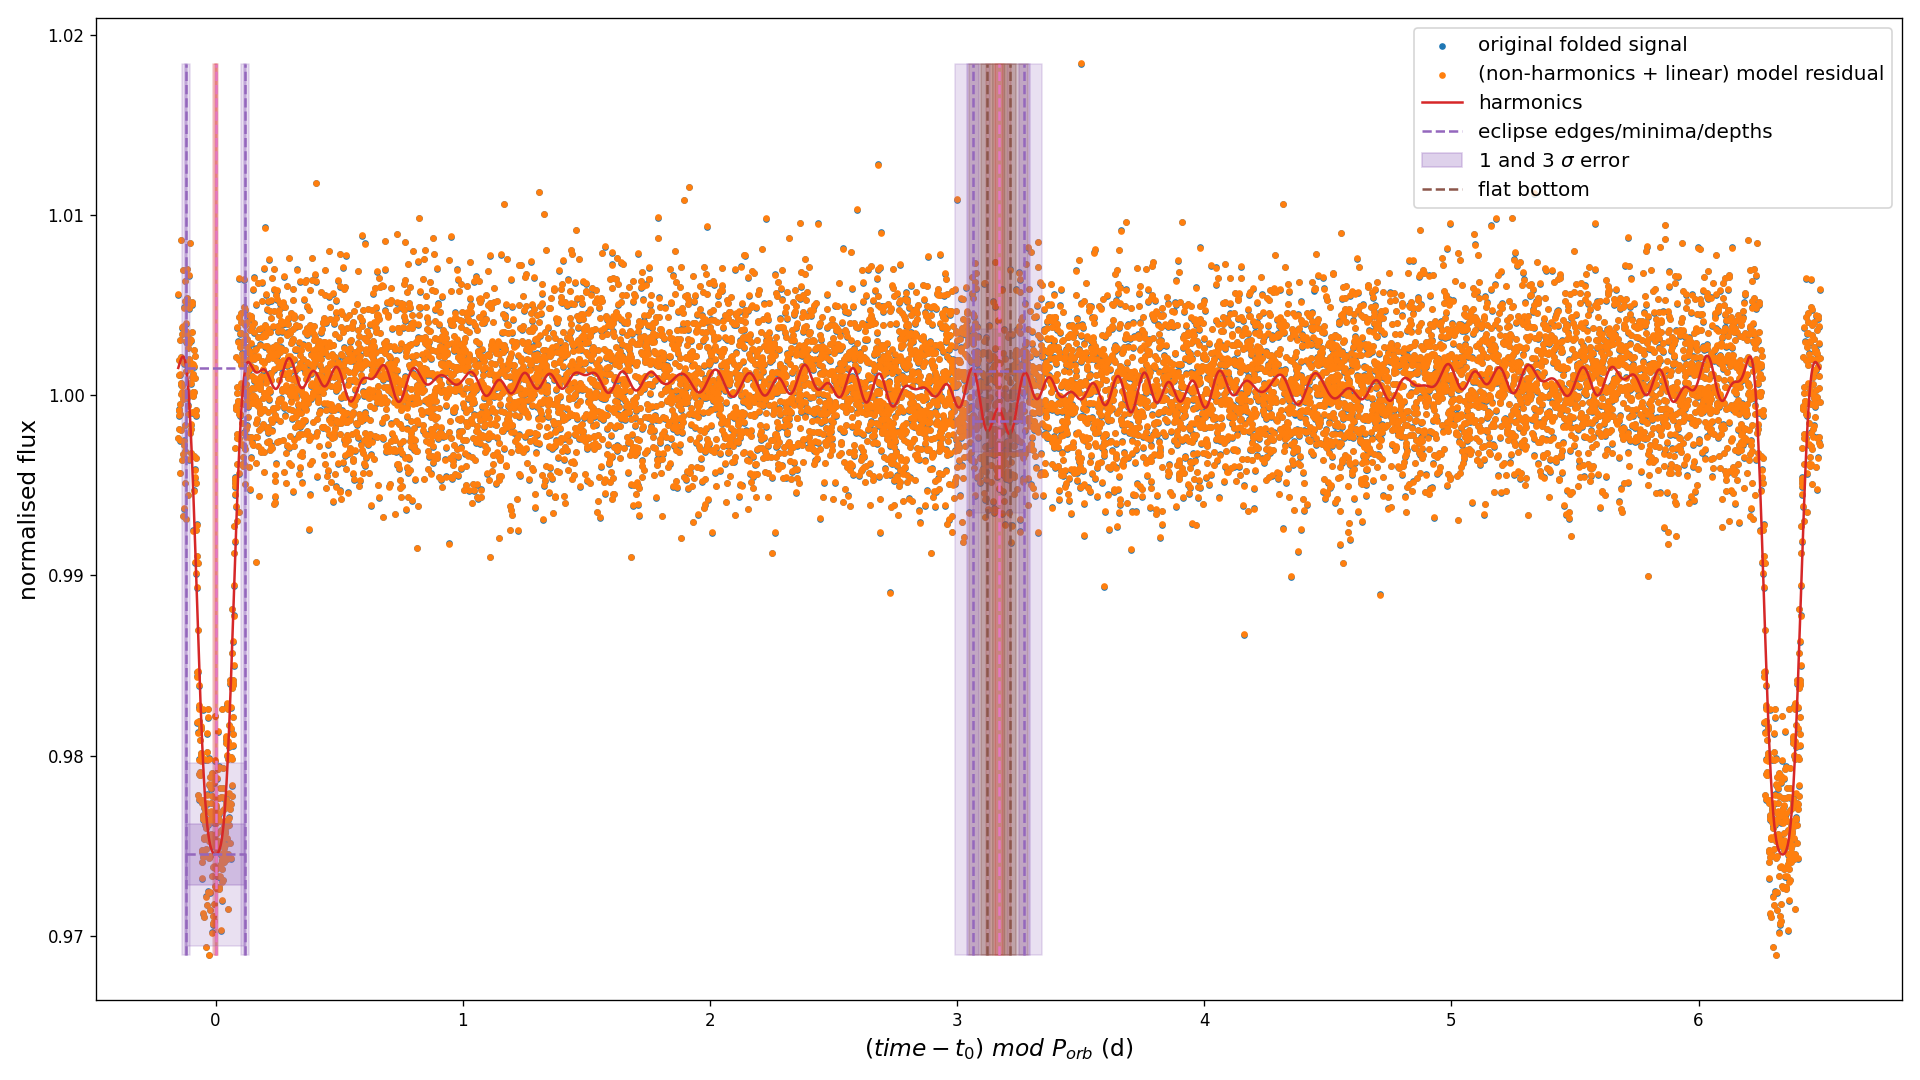 1.02
1.01
1.00
0.99
0.98
0.97
normalised flux
original folded signal
(non-harmonics + linear) model residual
harmonics
eclipse edges/minima/depths
1 and 3 σ error
flat bottom
0 1 2 3 4 5 6
(time − t₀) mod Pₒᵣb (d)